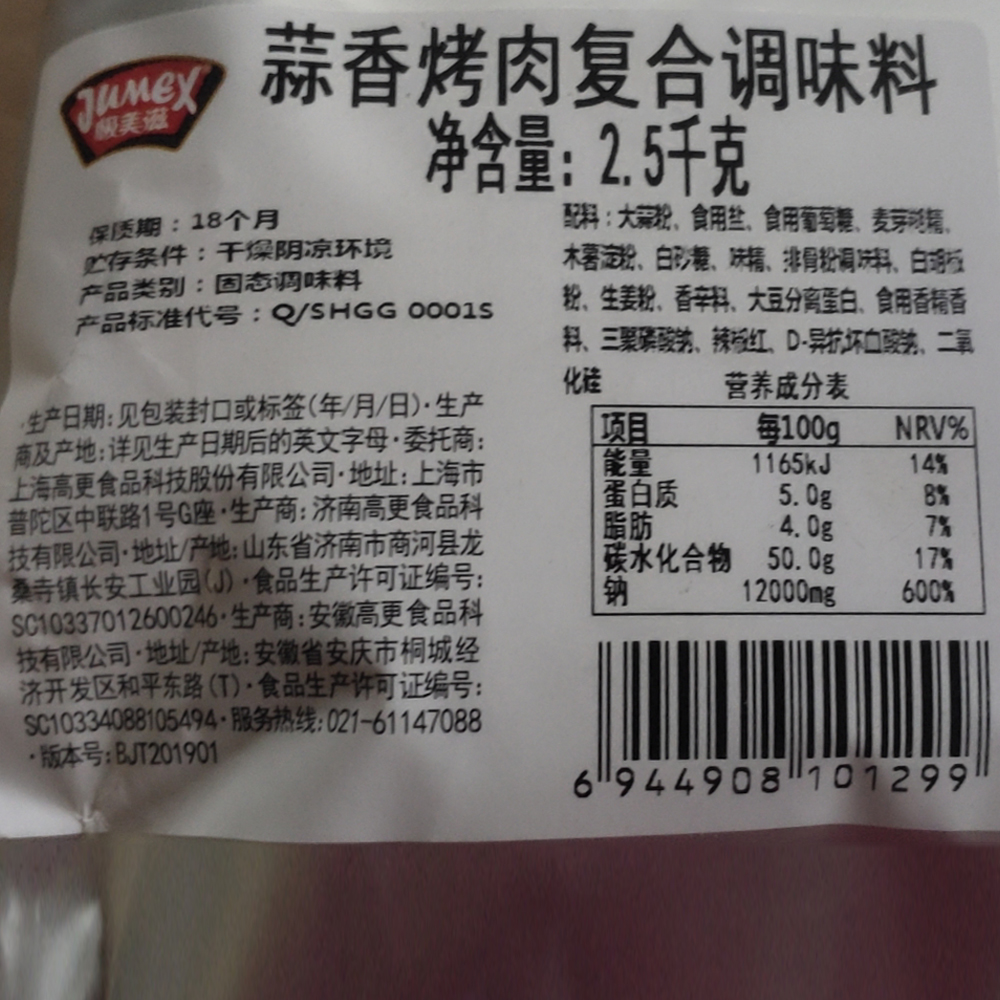 JUMEX
极美滋
蒜香烤肉复合调味料
净含量：2.5千克
保质期：18个月
贮存条件：干燥阴凉环境
产品类别：固态调味料
产品标准代号：Q/SHGG 0001S
·生产日期：见包装封口或标签(年/月/日)·生产
商及产地：详见生产日期后的英文字母·委托商：
上海高更食品科技股份有限公司·地址：上海市
普陀区中联路1号G座·生产商：济南高更食品科
技有限公司·地址/产地：山东省济南市商河县龙
桑寺镇长安工业园(J)·食品生产许可证编号：
SC10337012600246·生产商：安徽高更食品科
技有限公司·地址/产地：安徽省安庆市桐城经
济开发区和平东路(T)·食品生产许可证编号：
SC10334088105494·服务热线：021-61147088
·版本号：BJT201901
配料：大蒜粉、食用盐、食用葡萄糖、麦芽糊精、
木薯淀粉、白砂糖、味精、排骨粉调味料、白胡椒
粉、生姜粉、香辛料、大豆分离蛋白、食用香精香
料、三聚磷酸钠、辣椒红、D-异抗坏血酸钠、二氧
化硅
营养成分表
项目 每100g NRV%
能量 1165kJ 14%
蛋白质 5.0g 8%
脂肪 4.0g 7%
碳水化合物 50.0g 17%
钠 12000mg 600%
6 944908 101299